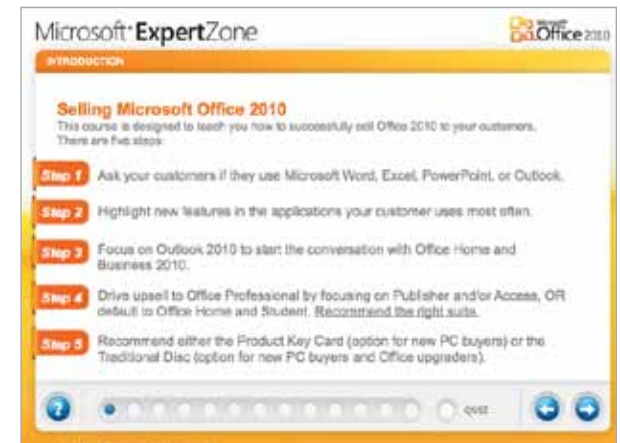 Microsoft® ExpertZone
Microsoft®
Office 2010
INTRODUCTION
Selling Microsoft Office 2010
This course is designed to teach you how to successfully sell Office 2010 to your customers.
There are five steps:
Step 1 Ask your customers if they use Microsoft Word, Excel, PowerPoint, or Outlook.
Step 2 Highlight new features in the applications your customer uses most often.
Step 3 Focus on Outlook 2010 to start the conversation with Office Home and
Business 2010.
Step 4 Drive upsell to Office Professional by focusing on Publisher and/or Access, OR
default to Office Home and Student. Recommend the right suite.
Step 5 Recommend either the Product Key Card (option for new PC buyers) or the
Traditional Disc (option for new PC buyers and Office upgraders).
? QUIZ